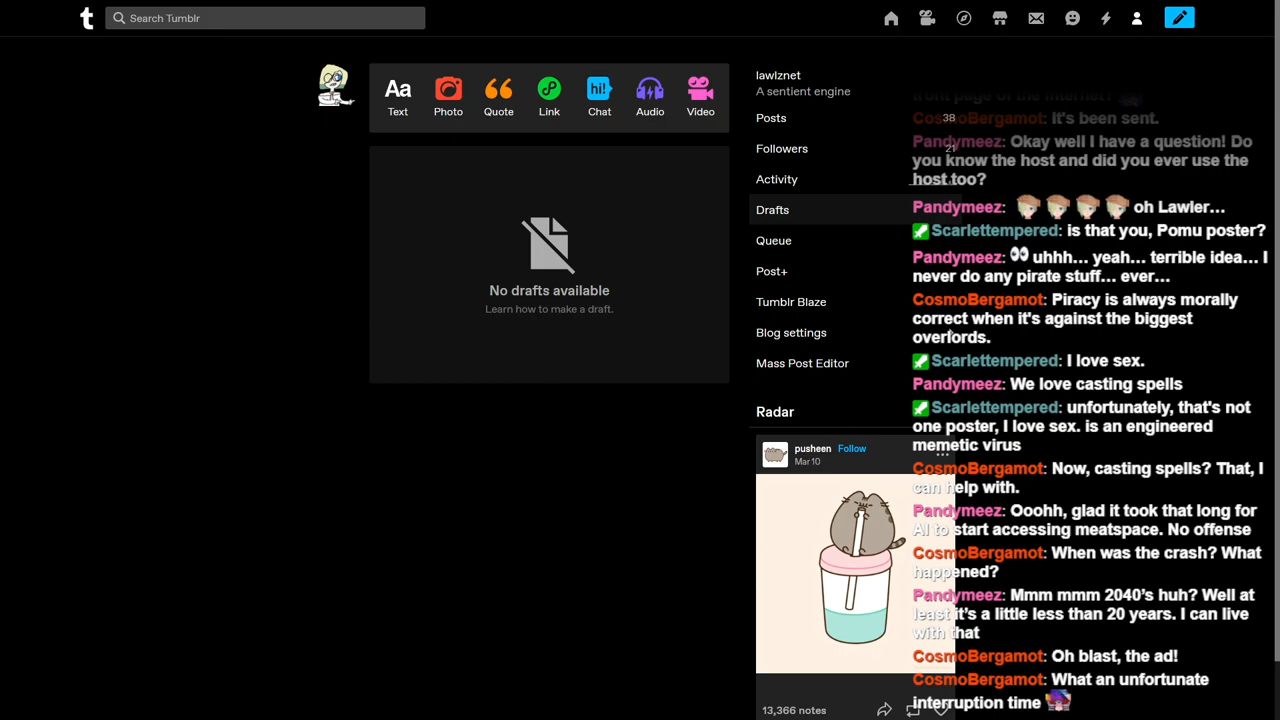 t
Search Tumblr
Aa
hi!
Text
Photo
Quote
Link
Chat
Audio
Video
No drafts available
Learn how to make a draft.
lawlznet
A sentient engine
Posts
38
Followers
21
Activity
Drafts
Queue
Post+
Tumblr Blaze
Blog settings
Mass Post Editor
Radar
pusheen Follow
Mar 10
13,366 notes
front page of the internet?
CosmoBergamot: It's been sent.
Pandymeez: Okay well I have a question! Do
you know the host and did you ever use the
host too?
Pandymeez: oh Lawler…
Scarlettempered: is that you, Pomu poster?
Pandymeez: uhhh… yeah… terrible idea… I
never do any pirate stuff… ever…
CosmoBergamot: Piracy is always morally
correct when it's against the biggest
overlords.
Scarlettempered: I love sex.
Pandymeez: We love casting spells
Scarlettempered: unfortunately, that's not
one poster, I love sex. is an engineered
memetic virus
CosmoBergamot: Now, casting spells? That, I
can help with.
Pandymeez: Ooohh, glad it took that long for
AI to start accessing meatspace. No offense
CosmoBergamot: When was the crash? What
happened?
Pandymeez: Mmm mmm 2040’s huh? Well at
least it’s a little less than 20 years. I can live
with that
CosmoBergamot: Oh blast, the ad!
CosmoBergamot: What an unfortunate
interruption time